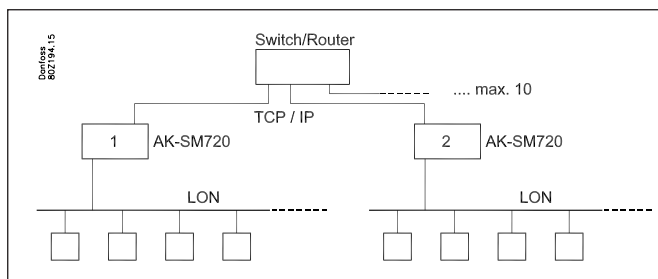 Danfoss
80Z194.15
Switch/Router
.... max. 10
TCP / IP
1
AK-SM720
2
AK-SM720
LON
LON